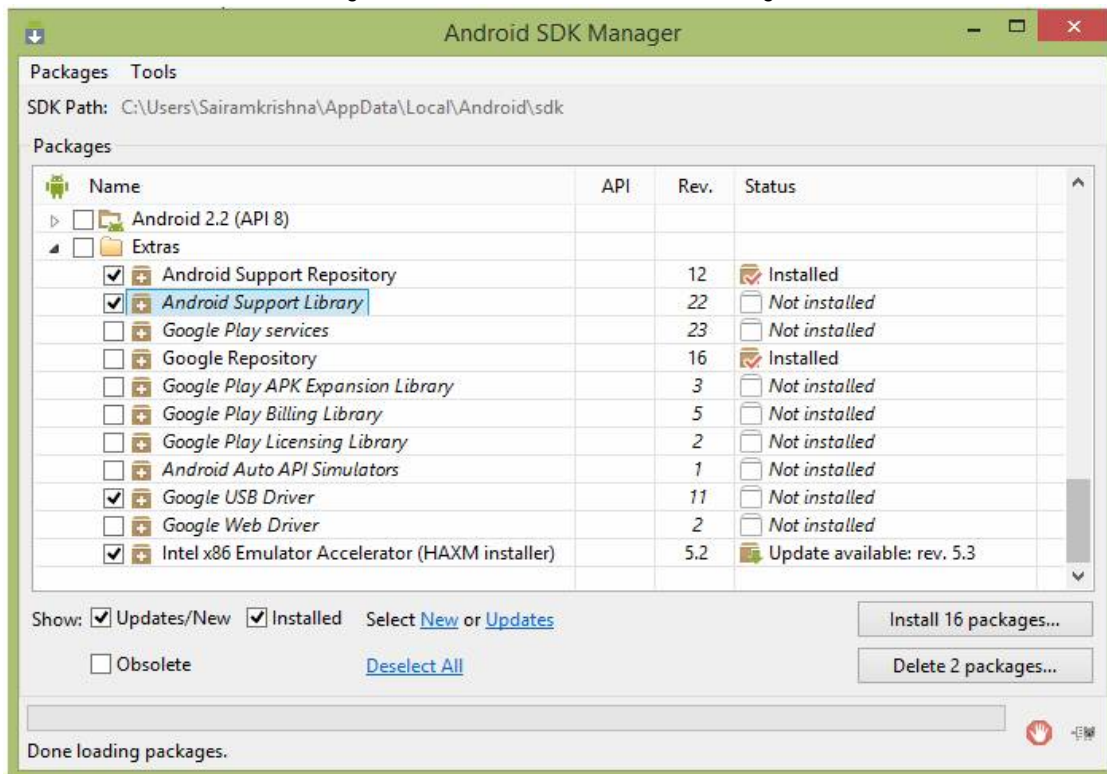 Android SDK Manager
Packages Tools
SDK Path: C:\Users\Sairamkrishna\AppData\Local\Android\sdk
Packages
Name API Rev. Status
Android 2.2 (API 8)
Extras
Android Support Repository 12 Installed
Android Support Library 22 Not installed
Google Play services 23 Not installed
Google Repository 16 Installed
Google Play APK Expansion Library 3 Not installed
Google Play Billing Library 5 Not installed
Google Play Licensing Library 2 Not installed
Android Auto API Simulators 1 Not installed
Google USB Driver 11 Not installed
Google Web Driver 2 Not installed
Intel x86 Emulator Accelerator (HAXM installer) 5.2 Update available: rev. 5.3
Show: Updates/New Installed Select New or Updates Install 16 packages...
Obsolete Deselect All Delete 2 packages...
Done loading packages.